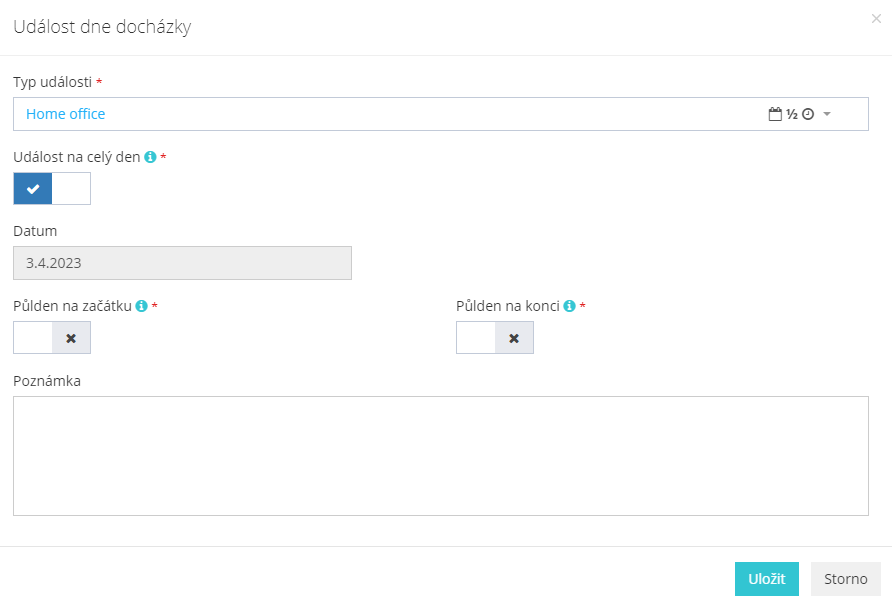 Událost dne docházky
Typ události *
Home office ½
Událost na celý den *
Datum
3.4.2023
Půlden na začátku * Půlden na konci *
Poznámka
Uložit Storno